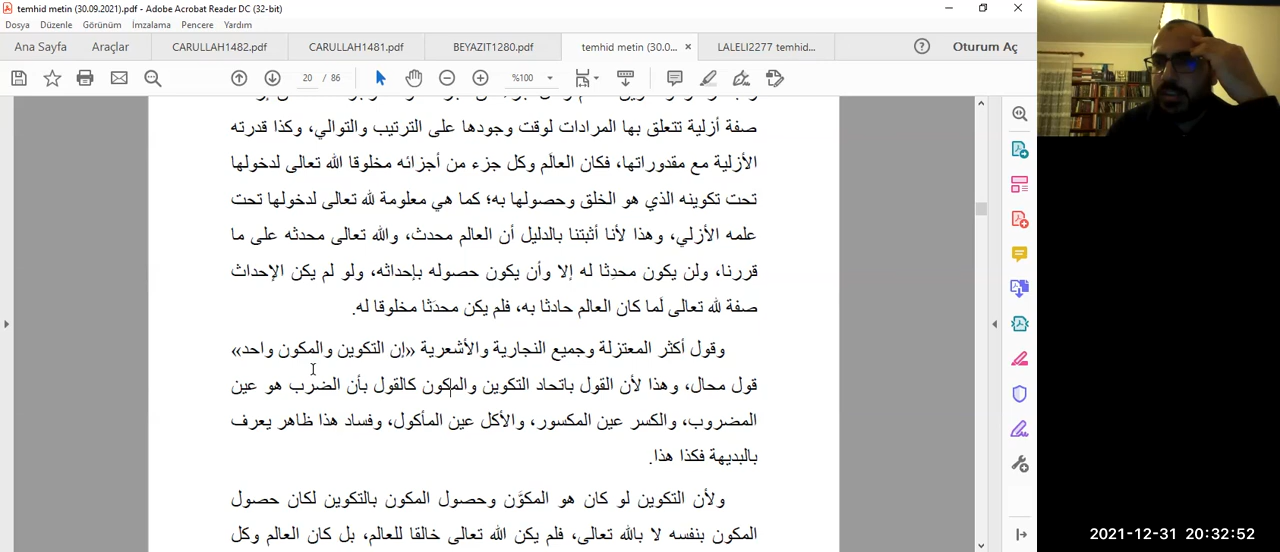 temhid metin (30.09.2021).pdf - Adobe Acrobat Reader DC (32-bit)
Dosya Düzenle Görünüm İmzalama Pencere Yardım
Ana Sayfa Araçlar CARULLAH1482.pdf CARULLAH1481.pdf BEYAZIT1280.pdf temhid metin (30.0... × LALELI2277 temhid... Oturum Aç
20 / 86 %100
صفة أزلية تتعلق بها المرادات لوقت وجودها على الترتيب والتوالي، وكذا قدرته
الأزلية مع مقدوراتها، فكان العالَم وكل جزء من أجزائه مخلوقا الله تعالى لدخولها
تحت تكوينه الذي هو الخلق وحصولها به؛ كما هي معلومة لله تعالى لدخولها تحت
علمه الأزلي، وهذا لأنا أثبتنا بالدليل أن العالم محدث، والله تعالى محدثه على ما
قررنا، ولن يكون محدِثا له إلا وأن يكون حصوله بإحداثه، ولو لم يكن الإحداث
صفة لله تعالى لَما كان العالم حادثا به، فلم يكن محدَثا مخلوقا له.
وقول أكثر المعتزلة وجميع النجارية والأشعرية «إن التكوين والمكون واحد»
قول محال، وهذا لأن القول باتحاد التكوين والمكون كالقول بأن الضرب هو عين
المضروب، والكسر عين المكسور، والأكل عين المأكول، وفساد هذا ظاهر يعرف
بالبديهة فكذا هذا.
ولأن التكوين لو كان هو المكوَّن وحصول المكون بالتكوين لكان حصول
المكون بنفسه لا بالله تعالى، فلم يكن الله تعالى خالقا للعالم، بل كان العالم وكل
2021-12-31 20:32:52